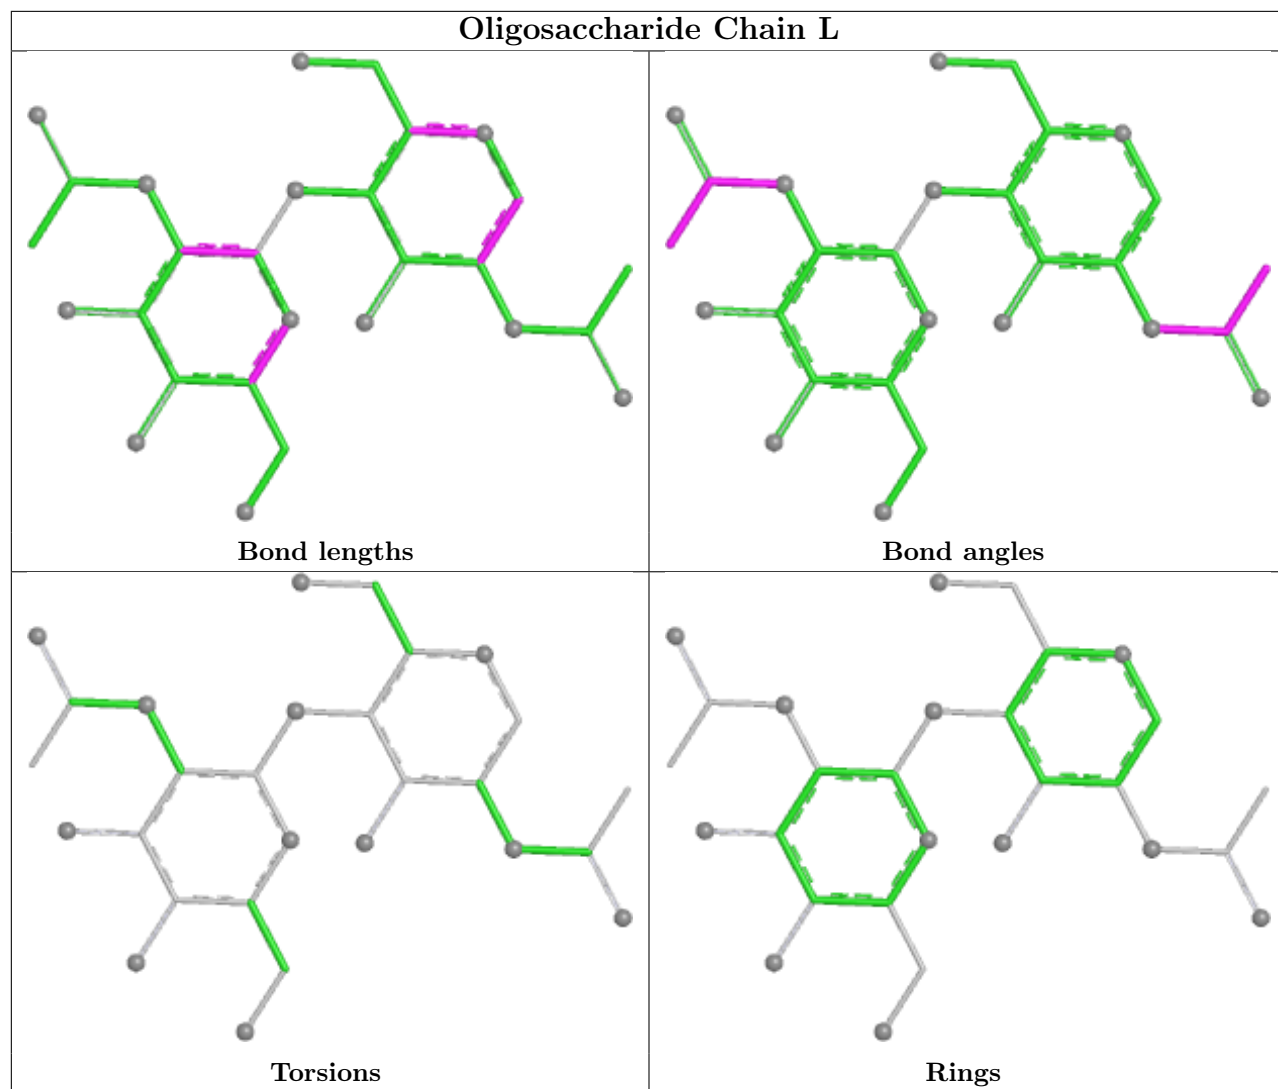 Oligosaccharide Chain L
Bond lengths
Bond angles
Torsions
Rings